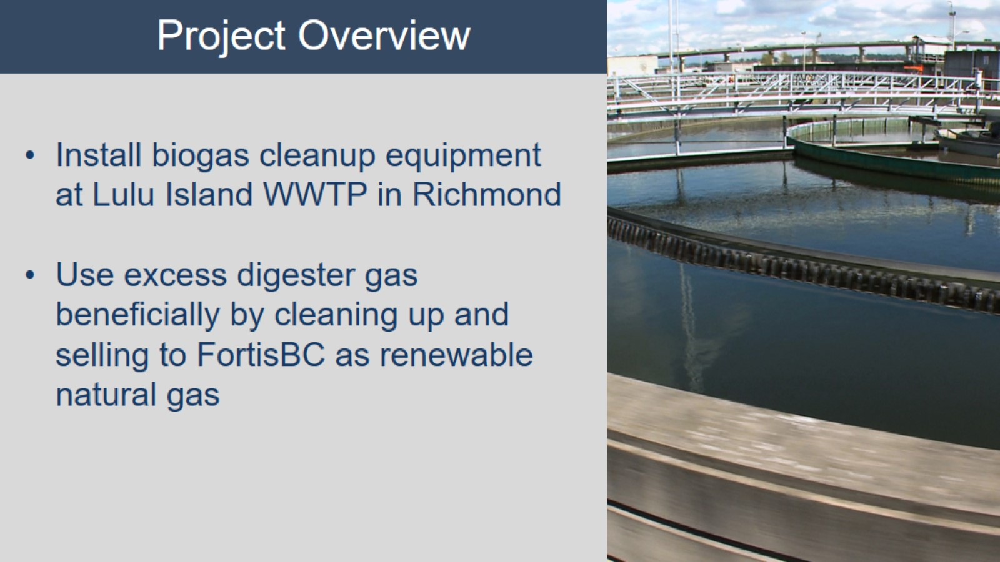 Project Overview
• Install biogas cleanup equipment
at Lulu Island WWTP in Richmond
• Use excess digester gas
beneficially by cleaning up and
selling to FortisBC as renewable
natural gas